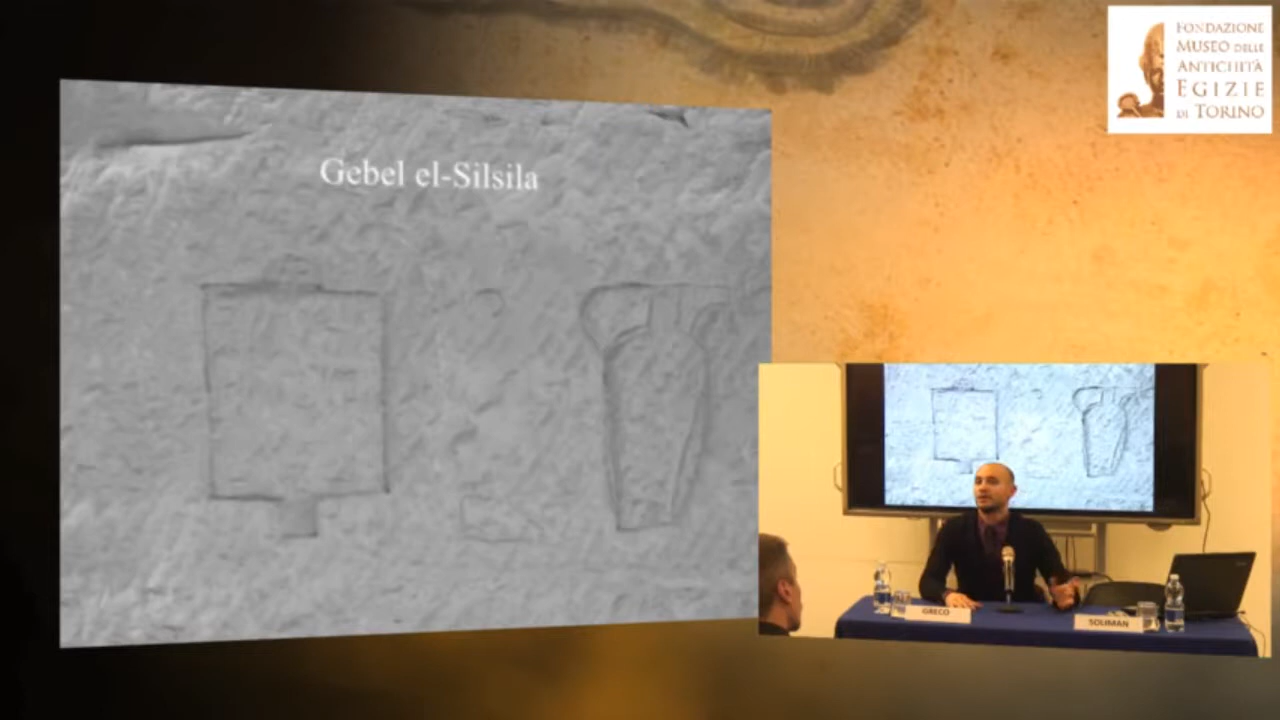 Gebel el-Silsila
FONDAZIONE
MUSEO DELLE
ANTICHITÀ
EGIZIE
DI TORINO
GRECO
SOLIMAN